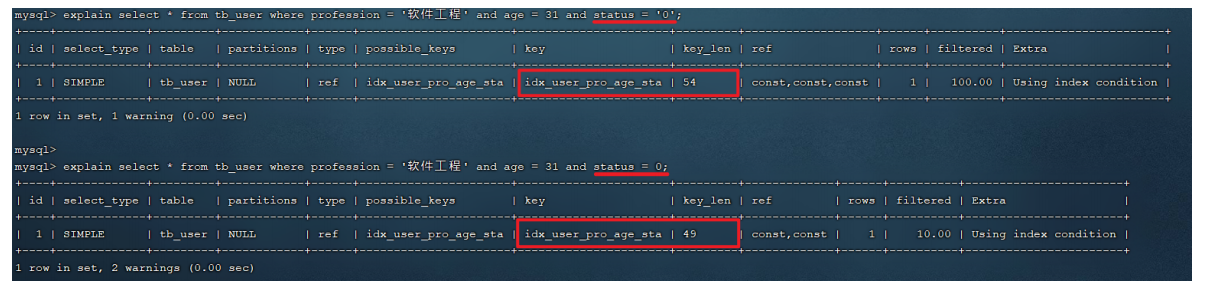 mysql> explain select * from tb_user where profession = '软件工程' and age = 31 and status = '0';
+----+-------------+---------+------------+------+----------------------+----------------------+---------+-------------------+------+----------+-----------------------+
| id | select_type | table | partitions | type | possible_keys | key | key_len | ref | rows | filtered | Extra |
+----+-------------+---------+------------+------+----------------------+----------------------+---------+-------------------+------+----------+-----------------------+
| 1 | SIMPLE | tb_user | NULL | ref | idx_user_pro_age_sta | idx_user_pro_age_sta | 54 | const,const,const | 1 | 100.00 | Using index condition |
+----+-------------+---------+------------+------+----------------------+----------------------+---------+-------------------+------+----------+-----------------------+
1 row in set, 1 warning (0.00 sec)
mysql>
mysql> explain select * from tb_user where profession = '软件工程' and age = 31 and status = 0;
+----+-------------+---------+------------+------+----------------------+----------------------+---------+-------------+------+----------+-----------------------+
| id | select_type | table | partitions | type | possible_keys | key | key_len | ref | rows | filtered | Extra |
+----+-------------+---------+------------+------+----------------------+----------------------+---------+-------------+------+----------+-----------------------+
| 1 | SIMPLE | tb_user | NULL | ref | idx_user_pro_age_sta | idx_user_pro_age_sta | 49 | const,const | 1 | 10.00 | Using index condition |
+----+-------------+---------+------------+------+----------------------+----------------------+---------+-------------+------+----------+-----------------------+
1 row in set, 2 warnings (0.00 sec)